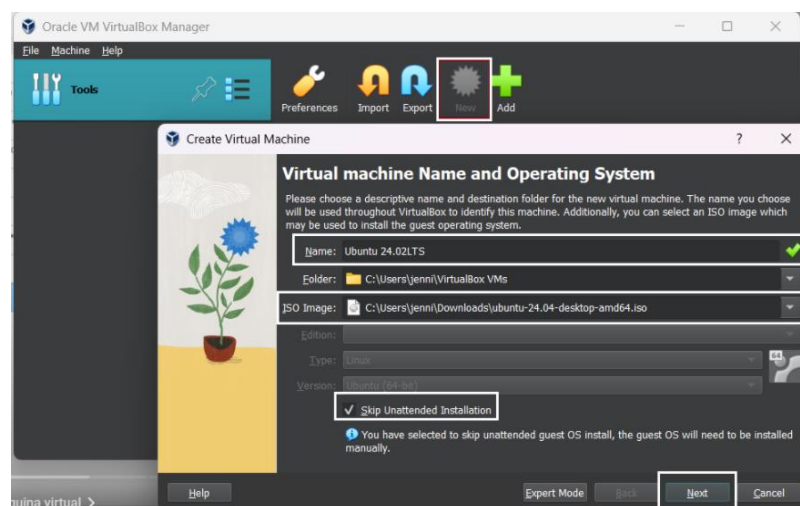 Oracle VM VirtualBox Manager
File Machine Help
Tools
Preferences Import Export New Add
Create Virtual Machine ?
Virtual machine Name and Operating System
Please choose a descriptive name and destination folder for the new virtual machine. The name you choose
will be used throughout VirtualBox to identify this machine. Additionally, you can select an ISO image which
may be used to install the guest operating system.
Name: Ubuntu 24.02LTS
Folder: C:\Users\jenni\VirtualBox VMs
ISO Image: C:\Users\jenni\Downloads\ubuntu-24.04-desktop-amd64.iso
Edition:
Type: Linux
Version: Ubuntu (64-bit)
64
Skip Unattended Installation
You have selected to skip unattended guest OS install, the guest OS will need to be installed
manually.
Help Expert Mode Back Next Cancel
virtual >